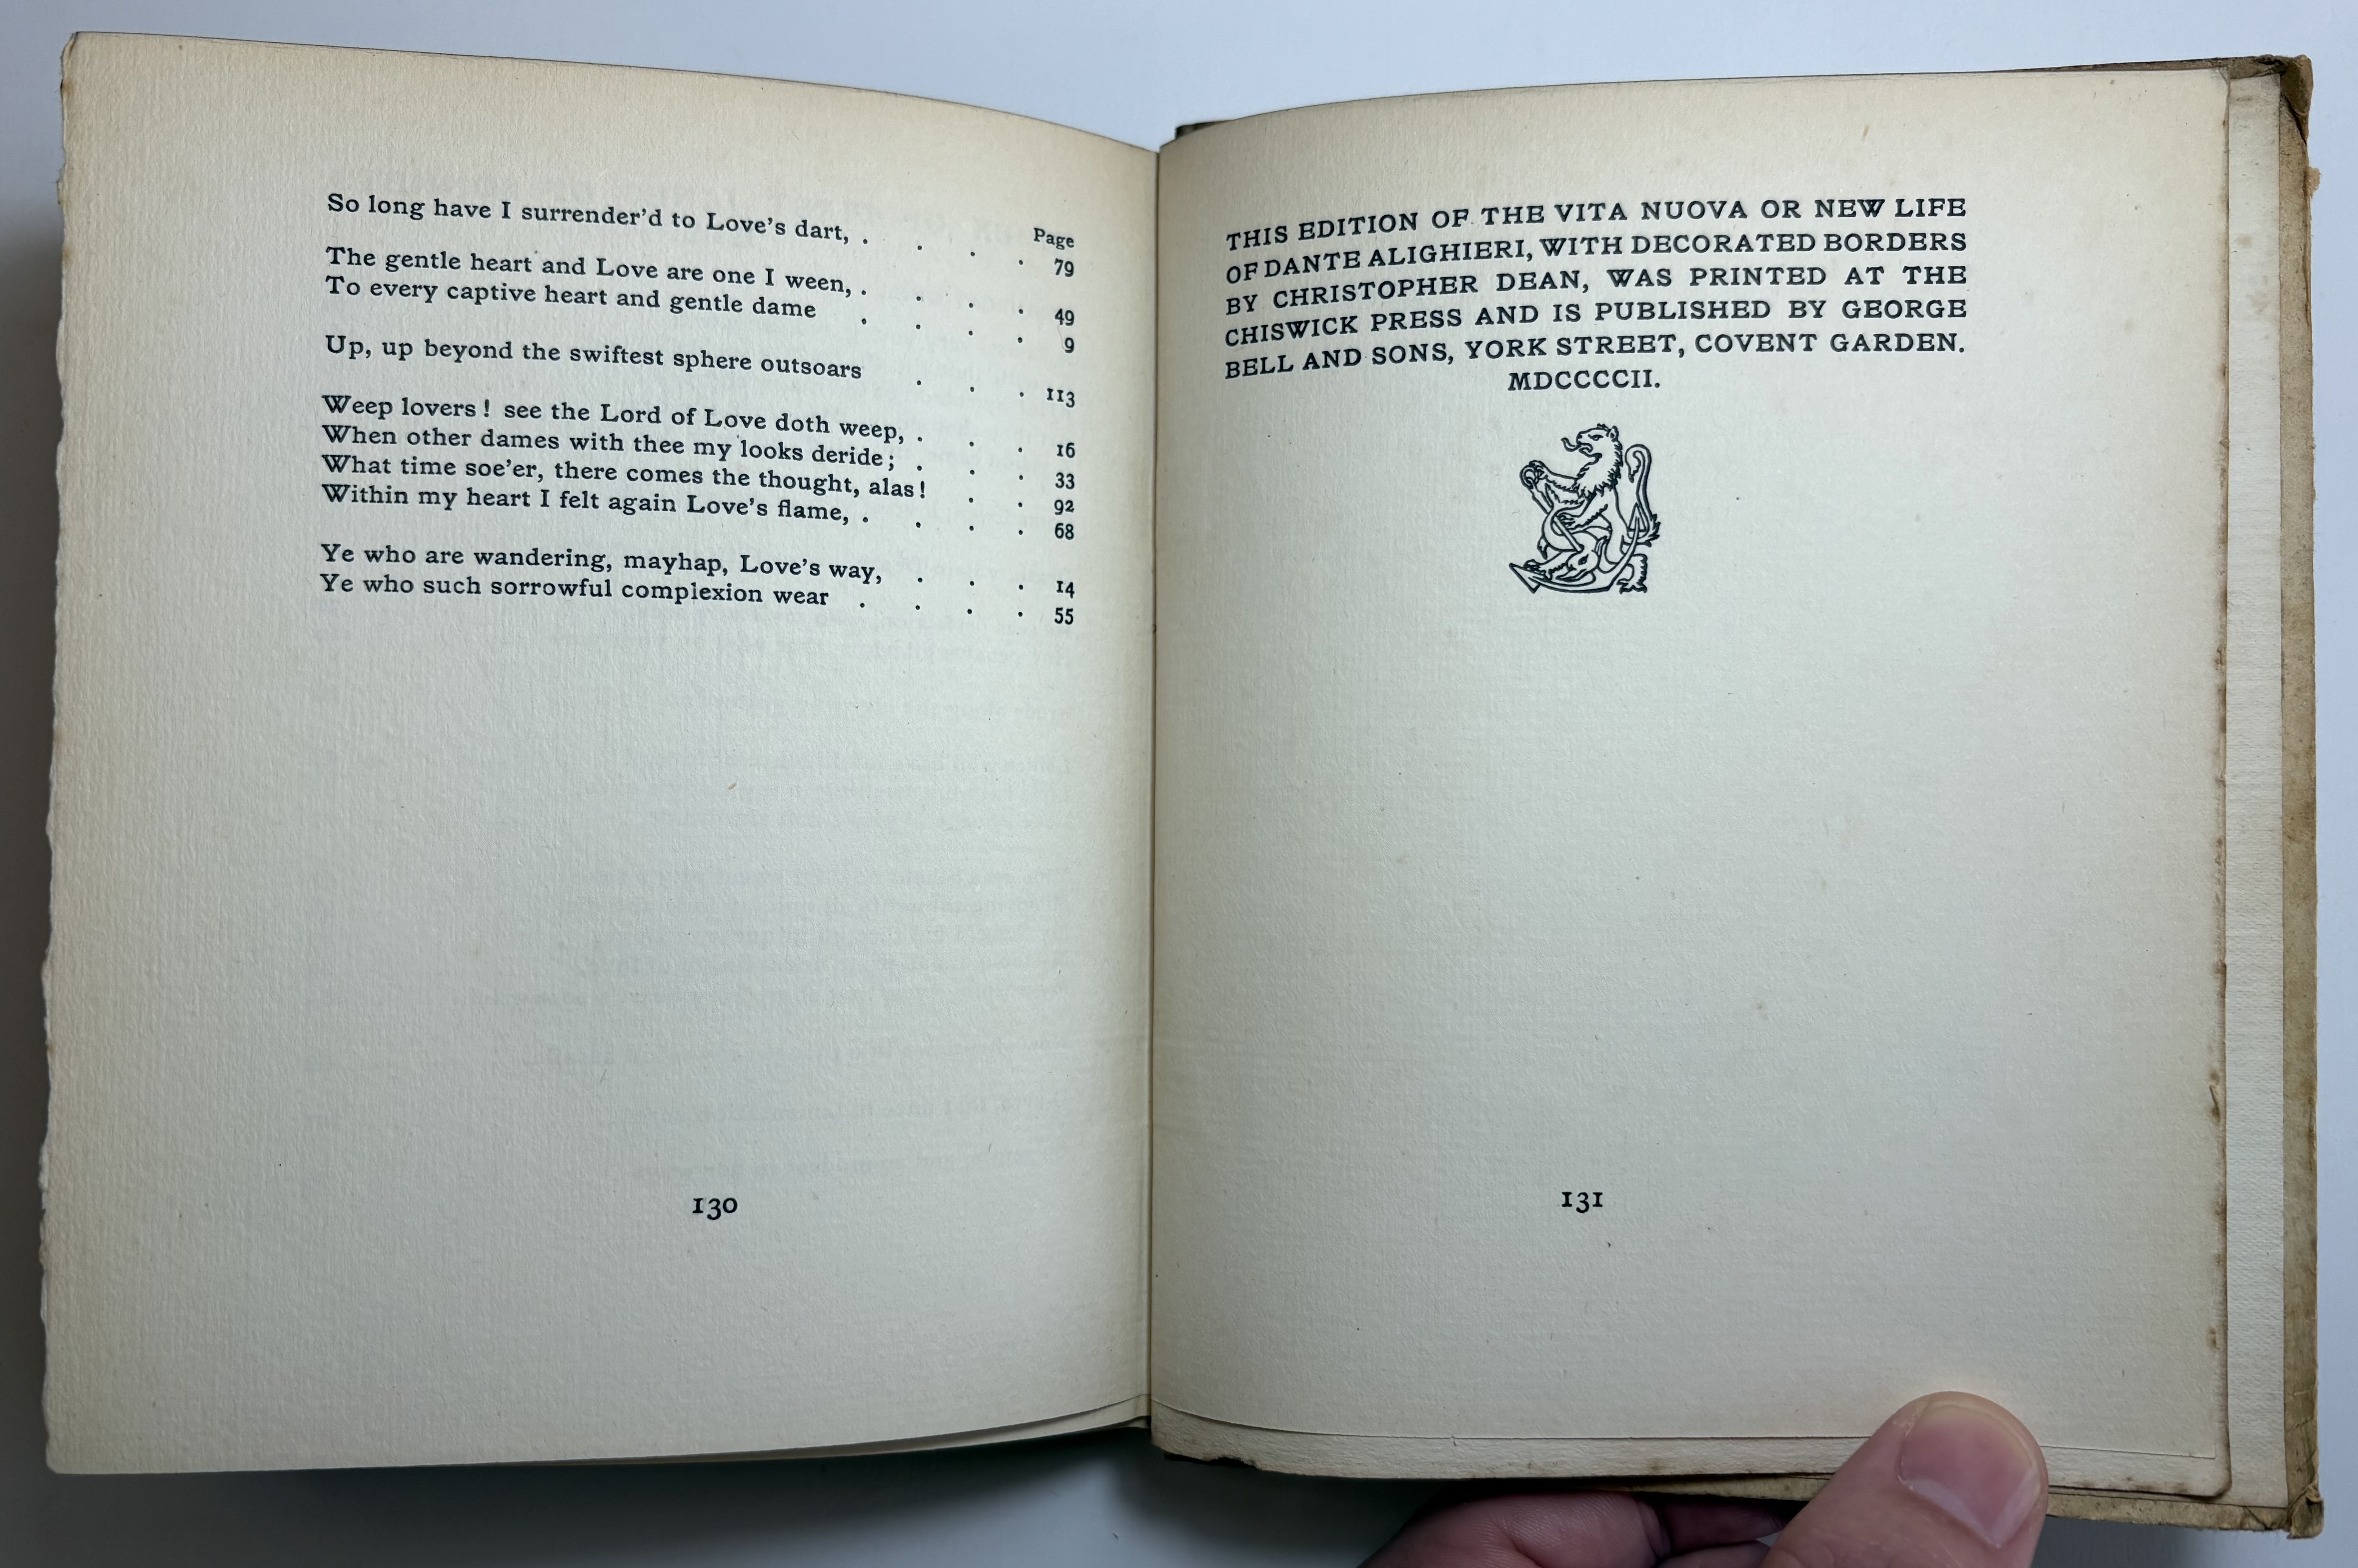 Page
So long have I surrender'd to Love's dart, . . . . 79
The gentle heart and Love are one I ween, . . . . 49
To every captive heart and gentle dame . . . . 9
Up, up beyond the swiftest sphere outsoars . . . 113
Weep lovers! see the Lord of Love doth weep, . . . 16
When other dames with thee my looks deride; . . . 33
What time soe'er, there comes the thought, alas! . . 92
Within my heart I felt again Love's flame, . . . . 68
Ye who are wandering, mayhap, Love's way, . . . 14
Ye who such sorrowful complexion wear . . . . 55
130
THIS EDITION OF THE VITA NUOVA OR NEW LIFE
OF DANTE ALIGHIERI, WITH DECORATED BORDERS
BY CHRISTOPHER DEAN, WAS PRINTED AT THE
CHISWICK PRESS AND IS PUBLISHED BY GEORGE
BELL AND SONS, YORK STREET, COVENT GARDEN.
MDCCCCII.
131